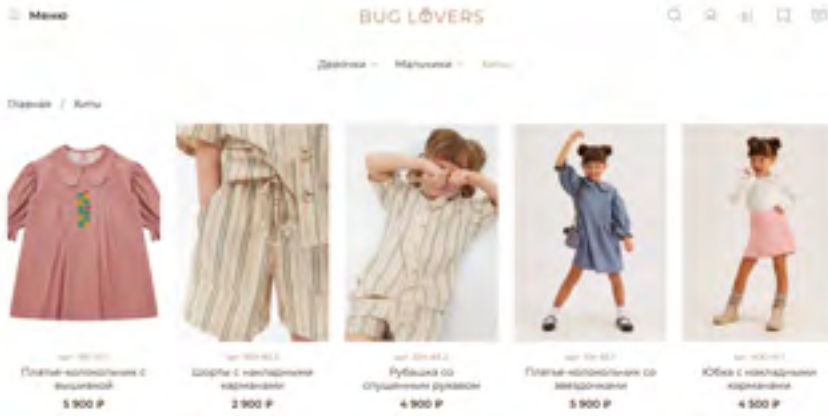 Меню
BUG LOVERS
Девочки Мальчики Хиты
Главная / Хиты
Платье-колокольчик с
вышивкой
5 900 ₽
Шорты с накладными
карманами
2 900 ₽
Рубашка со
спущенным рукавом
4 900 ₽
Платье-колокольчик со
звездочками
5 900 ₽
Юбка с накладными
карманами
4 500 ₽